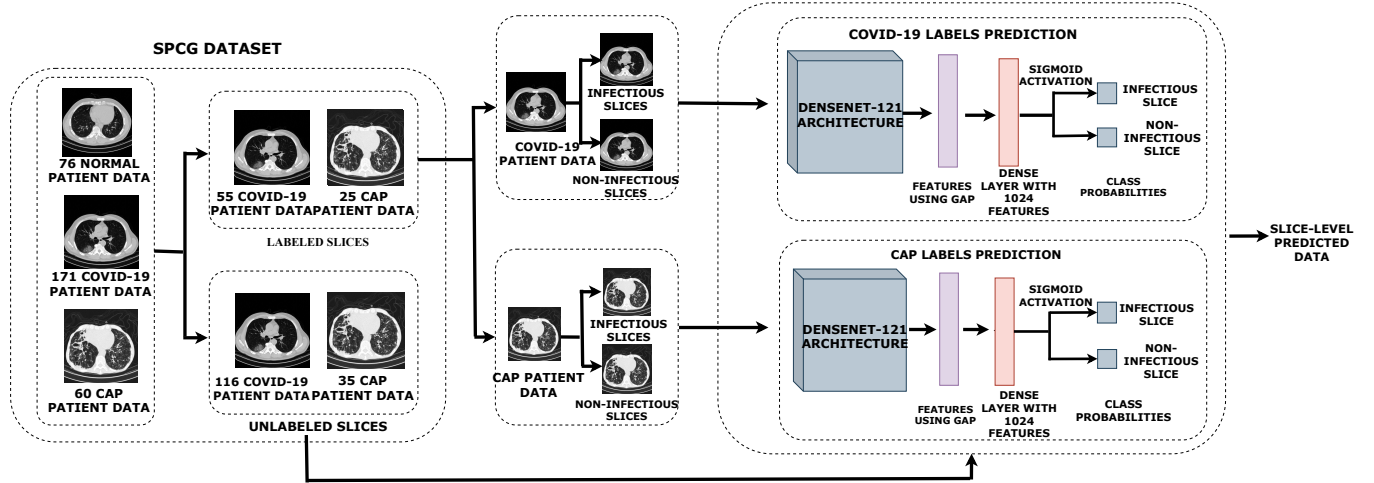 SPCG DATASET
76 NORMAL
PATIENT DATA
171 COVID-19
PATIENT DATA
60 CAP
PATIENT DATA
55 COVID-19
PATIENT DATA
25 CAP
PATIENT DATA
LABELED SLICES
116 COVID-19
PATIENT DATA
35 CAP
PATIENT DATA
UNLABELED SLICES
COVID-19
PATIENT DATA
INFECTIOUS
SLICES
NON-INFECTIOUS
SLICES
CAP PATIENT
DATA
INFECTIOUS
SLICES
NON-INFECTIOUS
SLICES
COVID-19 LABELS PREDICTION
DENSENET-121
ARCHITECTURE
FEATURES
USING GAP
DENSE
LAYER WITH
1024
FEATURES
SIGMOID
ACTIVATION
INFECTIOUS
SLICE
NON-
INFECTIOUS
SLICE
CLASS
PROBABILITIES
CAP LABELS PREDICTION
DENSENET-121
ARCHITECTURE
FEATURES
USING GAP
DENSE
LAYER WITH
1024
FEATURES
SIGMOID
ACTIVATION
INFECTIOUS
SLICE
NON-
INFECTIOUS
SLICE
CLASS
PROBABILITIES
SLICE-LEVEL
PREDICTED
DATA